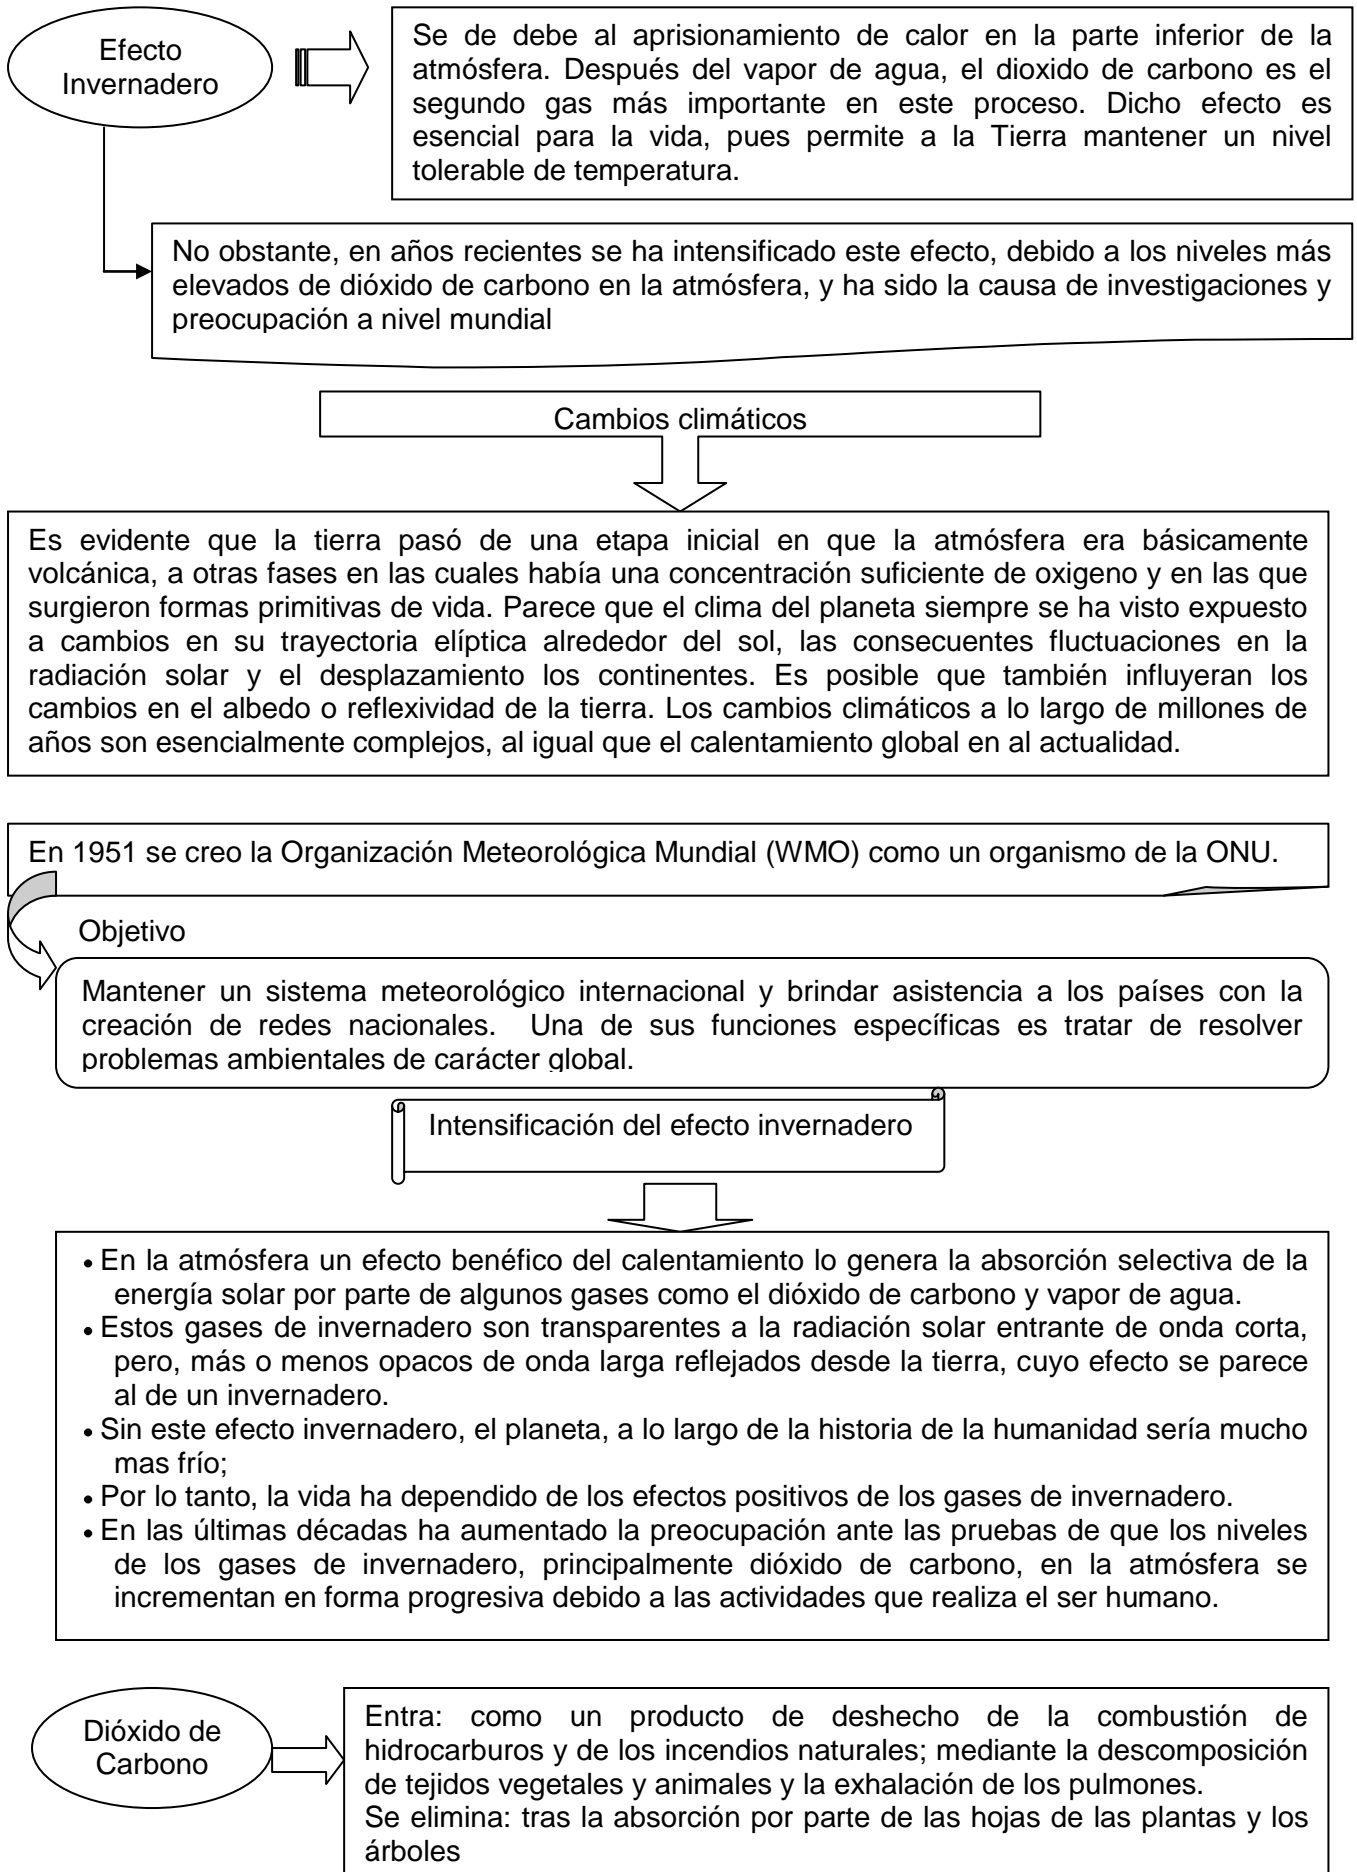 Efecto
Invernadero
Se de debe al aprisionamiento de calor en la parte inferior de la
atmósfera. Después del vapor de agua, el dioxido de carbono es el
segundo gas más importante en este proceso. Dicho efecto es
esencial para la vida, pues permite a la Tierra mantener un nivel
tolerable de temperatura.
No obstante, en años recientes se ha intensificado este efecto, debido a los niveles más
elevados de dióxido de carbono en la atmósfera, y ha sido la causa de investigaciones y
preocupación a nivel mundial
Cambios climáticos
Es evidente que la tierra pasó de una etapa inicial en que la atmósfera era básicamente
volcánica, a otras fases en las cuales había una concentración suficiente de oxigeno y en las que
surgieron formas primitivas de vida. Parece que el clima del planeta siempre se ha visto expuesto
a cambios en su trayectoria elíptica alrededor del sol, las consecuentes fluctuaciones en la
radiación solar y el desplazamiento los continentes. Es posible que también influyeran los
cambios en el albedo o reflexividad de la tierra. Los cambios climáticos a lo largo de millones de
años son esencialmente complejos, al igual que el calentamiento global en al actualidad.
En 1951 se creo la Organización Meteorológica Mundial (WMO) como un organismo de la ONU.
Objetivo
Mantener un sistema meteorológico internacional y brindar asistencia a los países con la
creación de redes nacionales. Una de sus funciones específicas es tratar de resolver
problemas ambientales de carácter global.
Intensificación del efecto invernadero
• En la atmósfera un efecto benéfico del calentamiento lo genera la absorción selectiva de la
energía solar por parte de algunos gases como el dióxido de carbono y vapor de agua.
• Estos gases de invernadero son transparentes a la radiación solar entrante de onda corta,
pero, más o menos opacos de onda larga reflejados desde la tierra, cuyo efecto se parece
al de un invernadero.
• Sin este efecto invernadero, el planeta, a lo largo de la historia de la humanidad sería mucho
mas frío;
• Por lo tanto, la vida ha dependido de los efectos positivos de los gases de invernadero.
• En las últimas décadas ha aumentado la preocupación ante las pruebas de que los niveles
de los gases de invernadero, principalmente dióxido de carbono, en la atmósfera se
incrementan en forma progresiva debido a las actividades que realiza el ser humano.
Dióxido de
Carbono
Entra: como un producto de deshecho de la combustión de
hidrocarburos y de los incendios naturales; mediante la descomposición
de tejidos vegetales y animales y la exhalación de los pulmones.
Se elimina: tras la absorción por parte de las hojas de las plantas y los
árboles